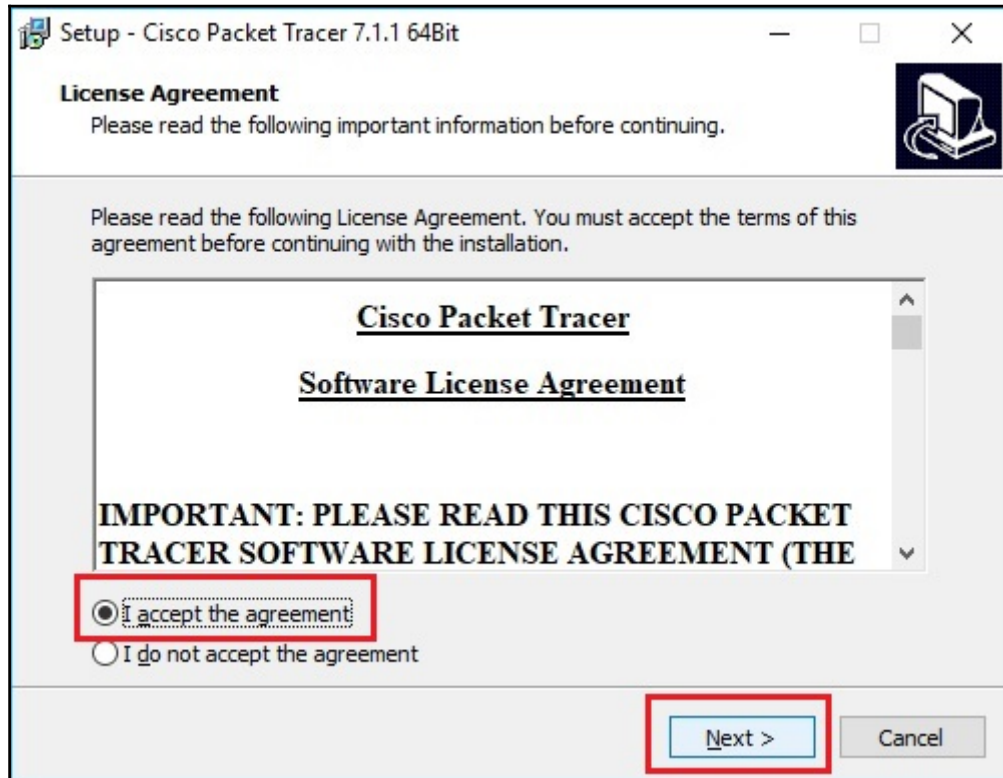 Setup - Cisco Packet Tracer 7.1.1 64Bit
License Agreement
Please read the following important information before continuing.
Please read the following License Agreement. You must accept the terms of this
agreement before continuing with the installation.
Cisco Packet Tracer
Software License Agreement
IMPORTANT: PLEASE READ THIS CISCO PACKET
TRACER SOFTWARE LICENSE AGREEMENT (THE
I accept the agreement
I do not accept the agreement
Next >
Cancel